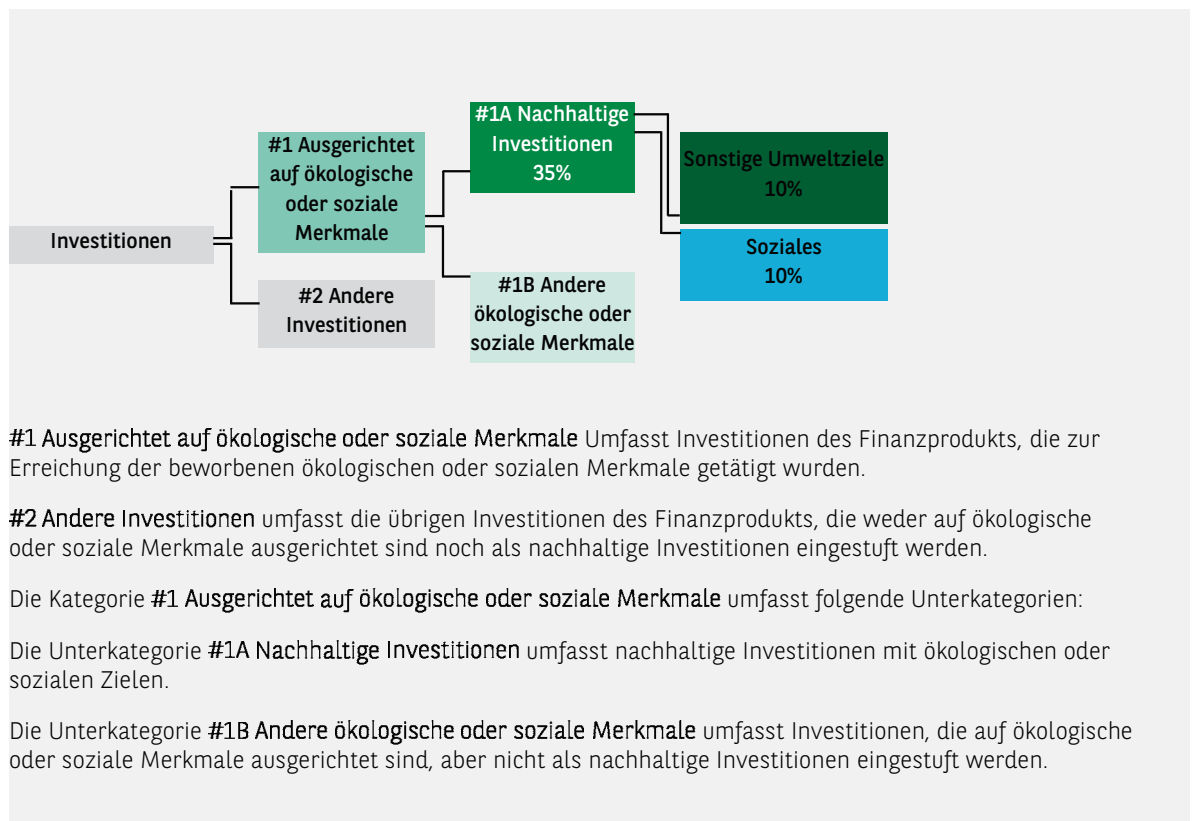 #1A Nachhaltige
Investitionen
35%
#1 Ausgerichtet
auf ökologische
oder soziale
Merkmale
Sonstige Umweltziele
10%
Investitionen
Soziales
10%
#2 Andere
Investitionen
#1B Andere
ökologische oder
soziale Merkmale
#1 Ausgerichtet auf ökologische oder soziale Merkmale Umfasst Investitionen des Finanzprodukts, die zur
Erreichung der beworbenen ökologischen oder sozialen Merkmale getätigt wurden.
#2 Andere Investitionen umfasst die übrigen Investitionen des Finanzprodukts, die weder auf ökologische
oder soziale Merkmale ausgerichtet sind noch als nachhaltige Investitionen eingestuft werden.
Die Kategorie #1 Ausgerichtet auf ökologische oder soziale Merkmale umfasst folgende Unterkategorien:
Die Unterkategorie #1A Nachhaltige Investitionen umfasst nachhaltige Investitionen mit ökologischen oder
sozialen Zielen.
Die Unterkategorie #1B Andere ökologische oder soziale Merkmale umfasst Investitionen, die auf ökologische
oder soziale Merkmale ausgerichtet sind, aber nicht als nachhaltige Investitionen eingestuft werden.